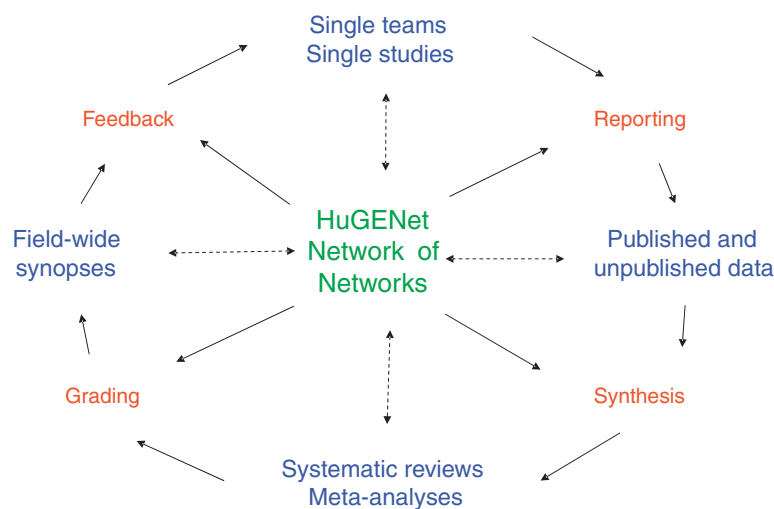 Single teams
Single studies
Feedback
Reporting
HuGENet
Network of
Networks
Field-wide
synopses
Published and
unpublished data
Grading
Synthesis
Systematic reviews
Meta-analyses